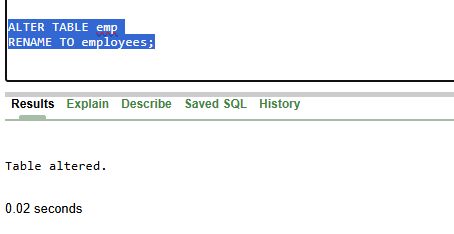 ALTER TABLE emp
RENAME TO employees;
Results Explain Describe Saved SQL History
Table altered.
0.02 seconds